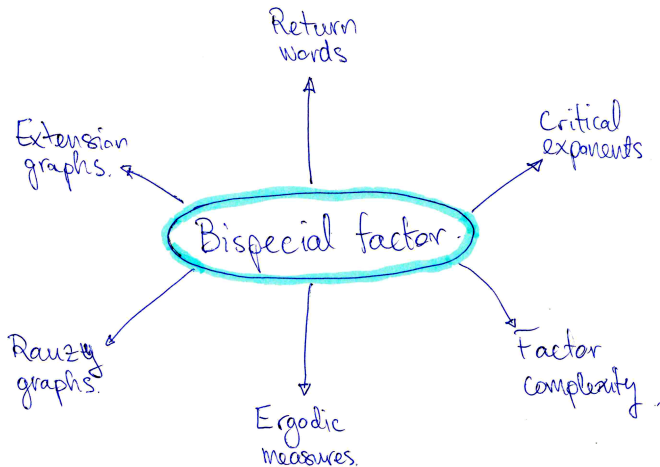 Return
words
Extension
graphs.
Critical
exponents
Bispecial factor.
Rauzy
graphs.
Factor
complexity.
Ergodic
measures.